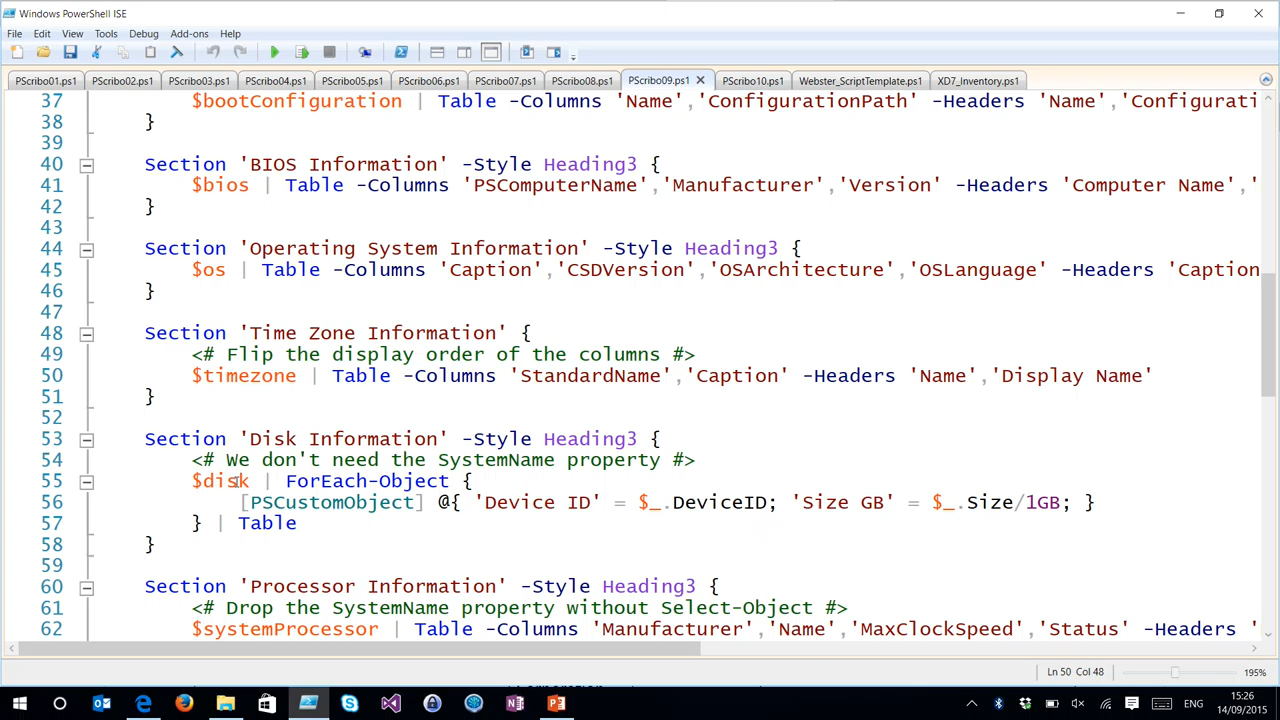 Windows PowerShell ISE
File Edit View Tools Debug Add-ons Help
PScribo01.ps1 PScribo02.ps1 PScribo03.ps1 PScribo04.ps1 PScribo05.ps1 PScribo06.ps1 PScribo07.ps1 PScribo08.ps1 PScribo09.ps1 PScribo10.ps1 Webster_ScriptTemplate.ps1 XD7_Inventory.ps1
37 $bootConfiguration | Table -Columns 'Name','ConfigurationPath' -Headers 'Name','Configurati
38 }
39
40 Section 'BIOS Information' -Style Heading3 {
41 $bios | Table -Columns 'PSComputerName','Manufacturer','Version' -Headers 'Computer Name','
42 }
43
44 Section 'Operating System Information' -Style Heading3 {
45 $os | Table -Columns 'Caption','CSDVersion','OSArchitecture','OSLanguage' -Headers 'Caption
46 }
47
48 Section 'Time Zone Information' {
49 <# Flip the display order of the columns #>
50 $timezone | Table -Columns 'StandardName','Caption' -Headers 'Name','Display Name'
51 }
52
53 Section 'Disk Information' -Style Heading3 {
54 <# We don't need the SystemName property #>
55 $disk | ForEach-Object {
56 [PSCustomObject] @{ 'Device ID' = $_.DeviceID; 'Size GB' = $_.Size/1GB; }
57 } | Table
58 }
59
60 Section 'Processor Information' -Style Heading3 {
61 <# Drop the SystemName property without Select-Object #>
62 $systemProcessor | Table -Columns 'Manufacturer','Name','MaxClockSpeed','Status' -Headers '
Ln 50 Col 48 195%
15:26
14/09/2015